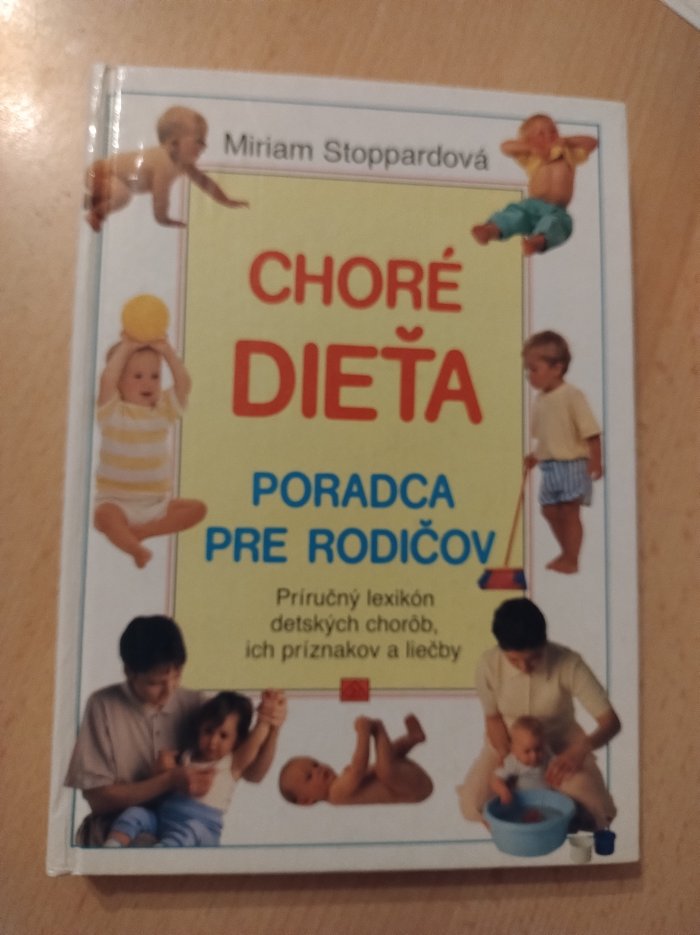 Miriam Stoppardová
CHORÉ
DIEŤA
PORADCA
PRE RODIČOV
Príručný lexikón
detských chorôb,
ich príznakov a liečby